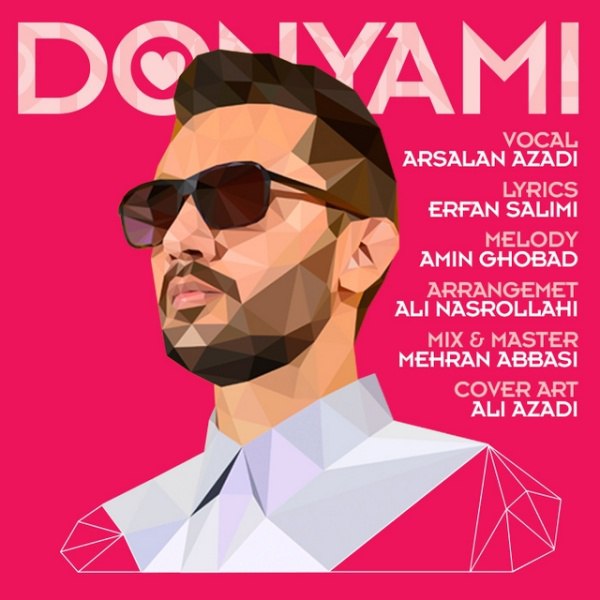 DONYAMI
VOCAL
ARSALAN AZADI
LYRICS
ERFAN SALIMI
MELODY
AMIN GHOBAD
ARRANGEMET
ALI NASROLLAHI
MIX & MASTER
MEHRAN ABBASI
COVER ART
ALI AZADI